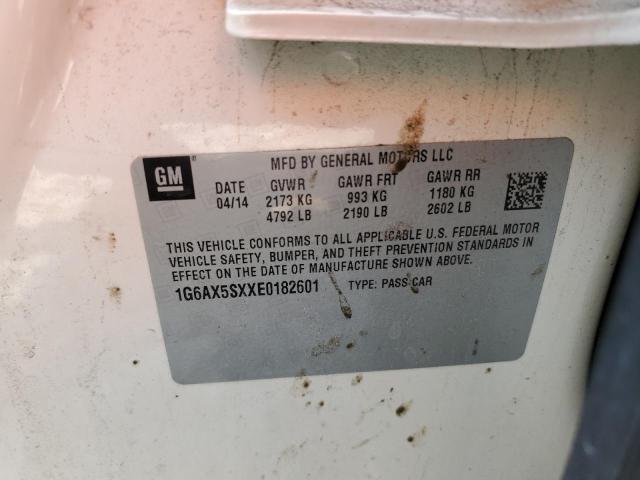 GM®
MFD BY GENERAL MOTORS LLC
DATE GVWR GAWR FRT GAWR RR
04/14 2173 KG 993 KG 1180 KG
4792 LB 2190 LB 2602 LB
THIS VEHICLE CONFORMS TO ALL APPLICABLE U.S. FEDERAL MOTOR
VEHICLE SAFETY, BUMPER, AND THEFT PREVENTION STANDARDS IN
EFFECT ON THE DATE OF MANUFACTURE SHOWN ABOVE.
1G6AX5SXXE0182601 TYPE: PASS CAR